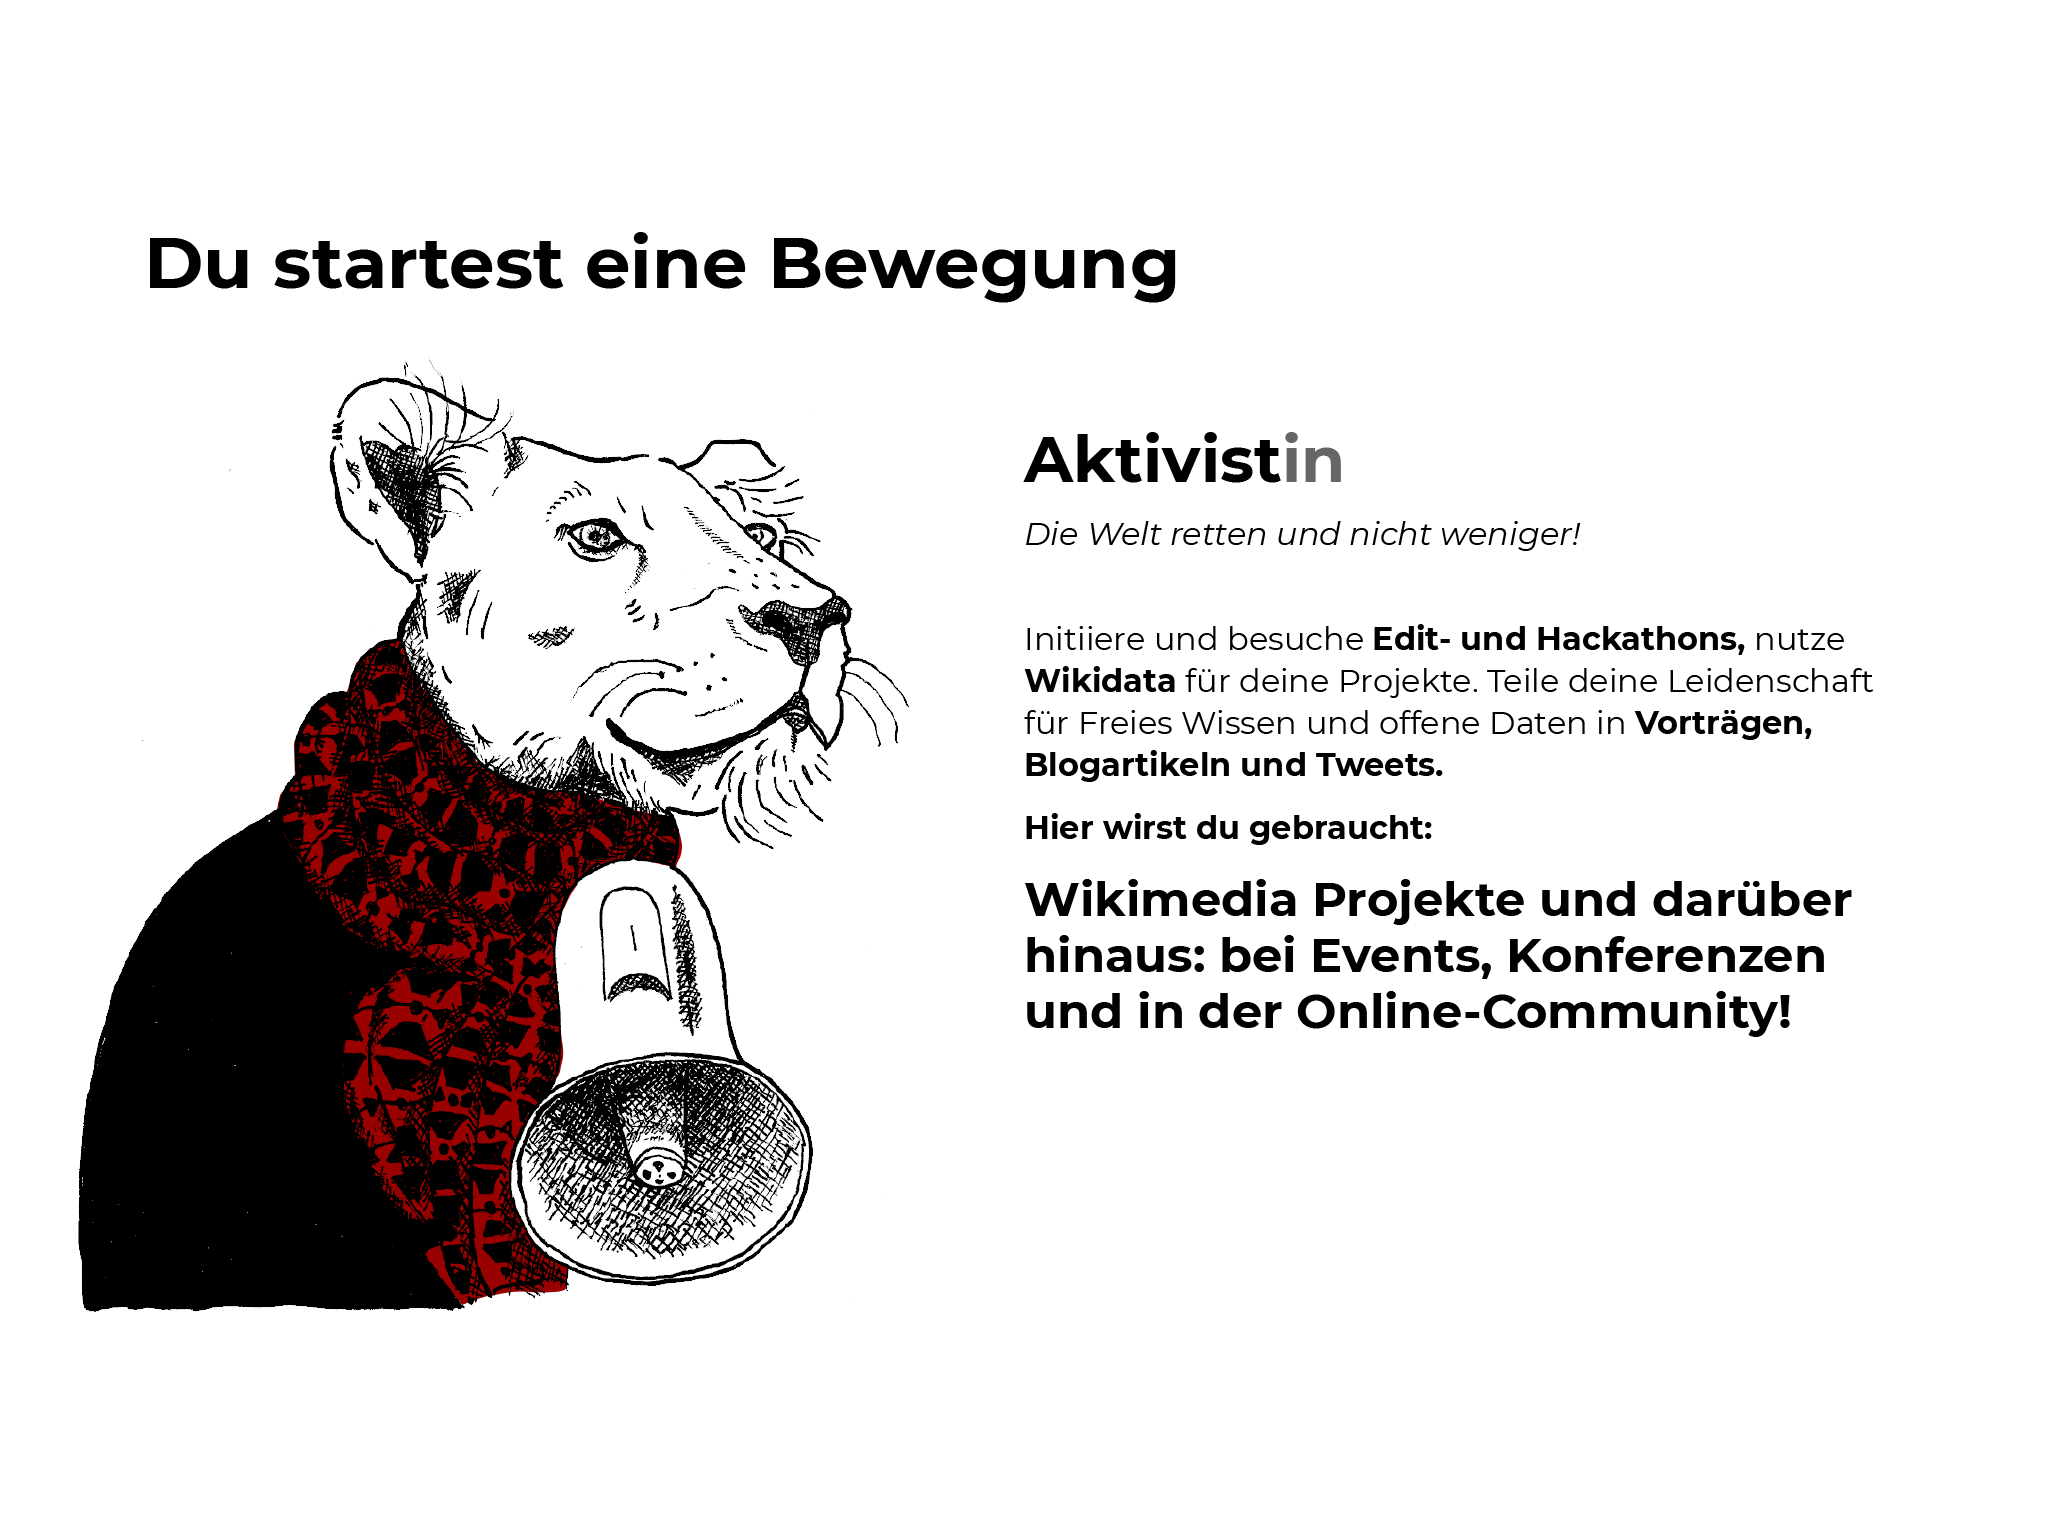 Du startest eine Bewegung
Aktivistin
Die Welt retten und nicht weniger!
Initiiere und besuche Edit- und Hackathons, nutze
Wikidata für deine Projekte. Teile deine Leidenschaft
für Freies Wissen und offene Daten in Vorträgen,
Blogartikeln und Tweets.
Hier wirst du gebraucht:
Wikimedia Projekte und darüber
hinaus: bei Events, Konferenzen
und in der Online-Community!